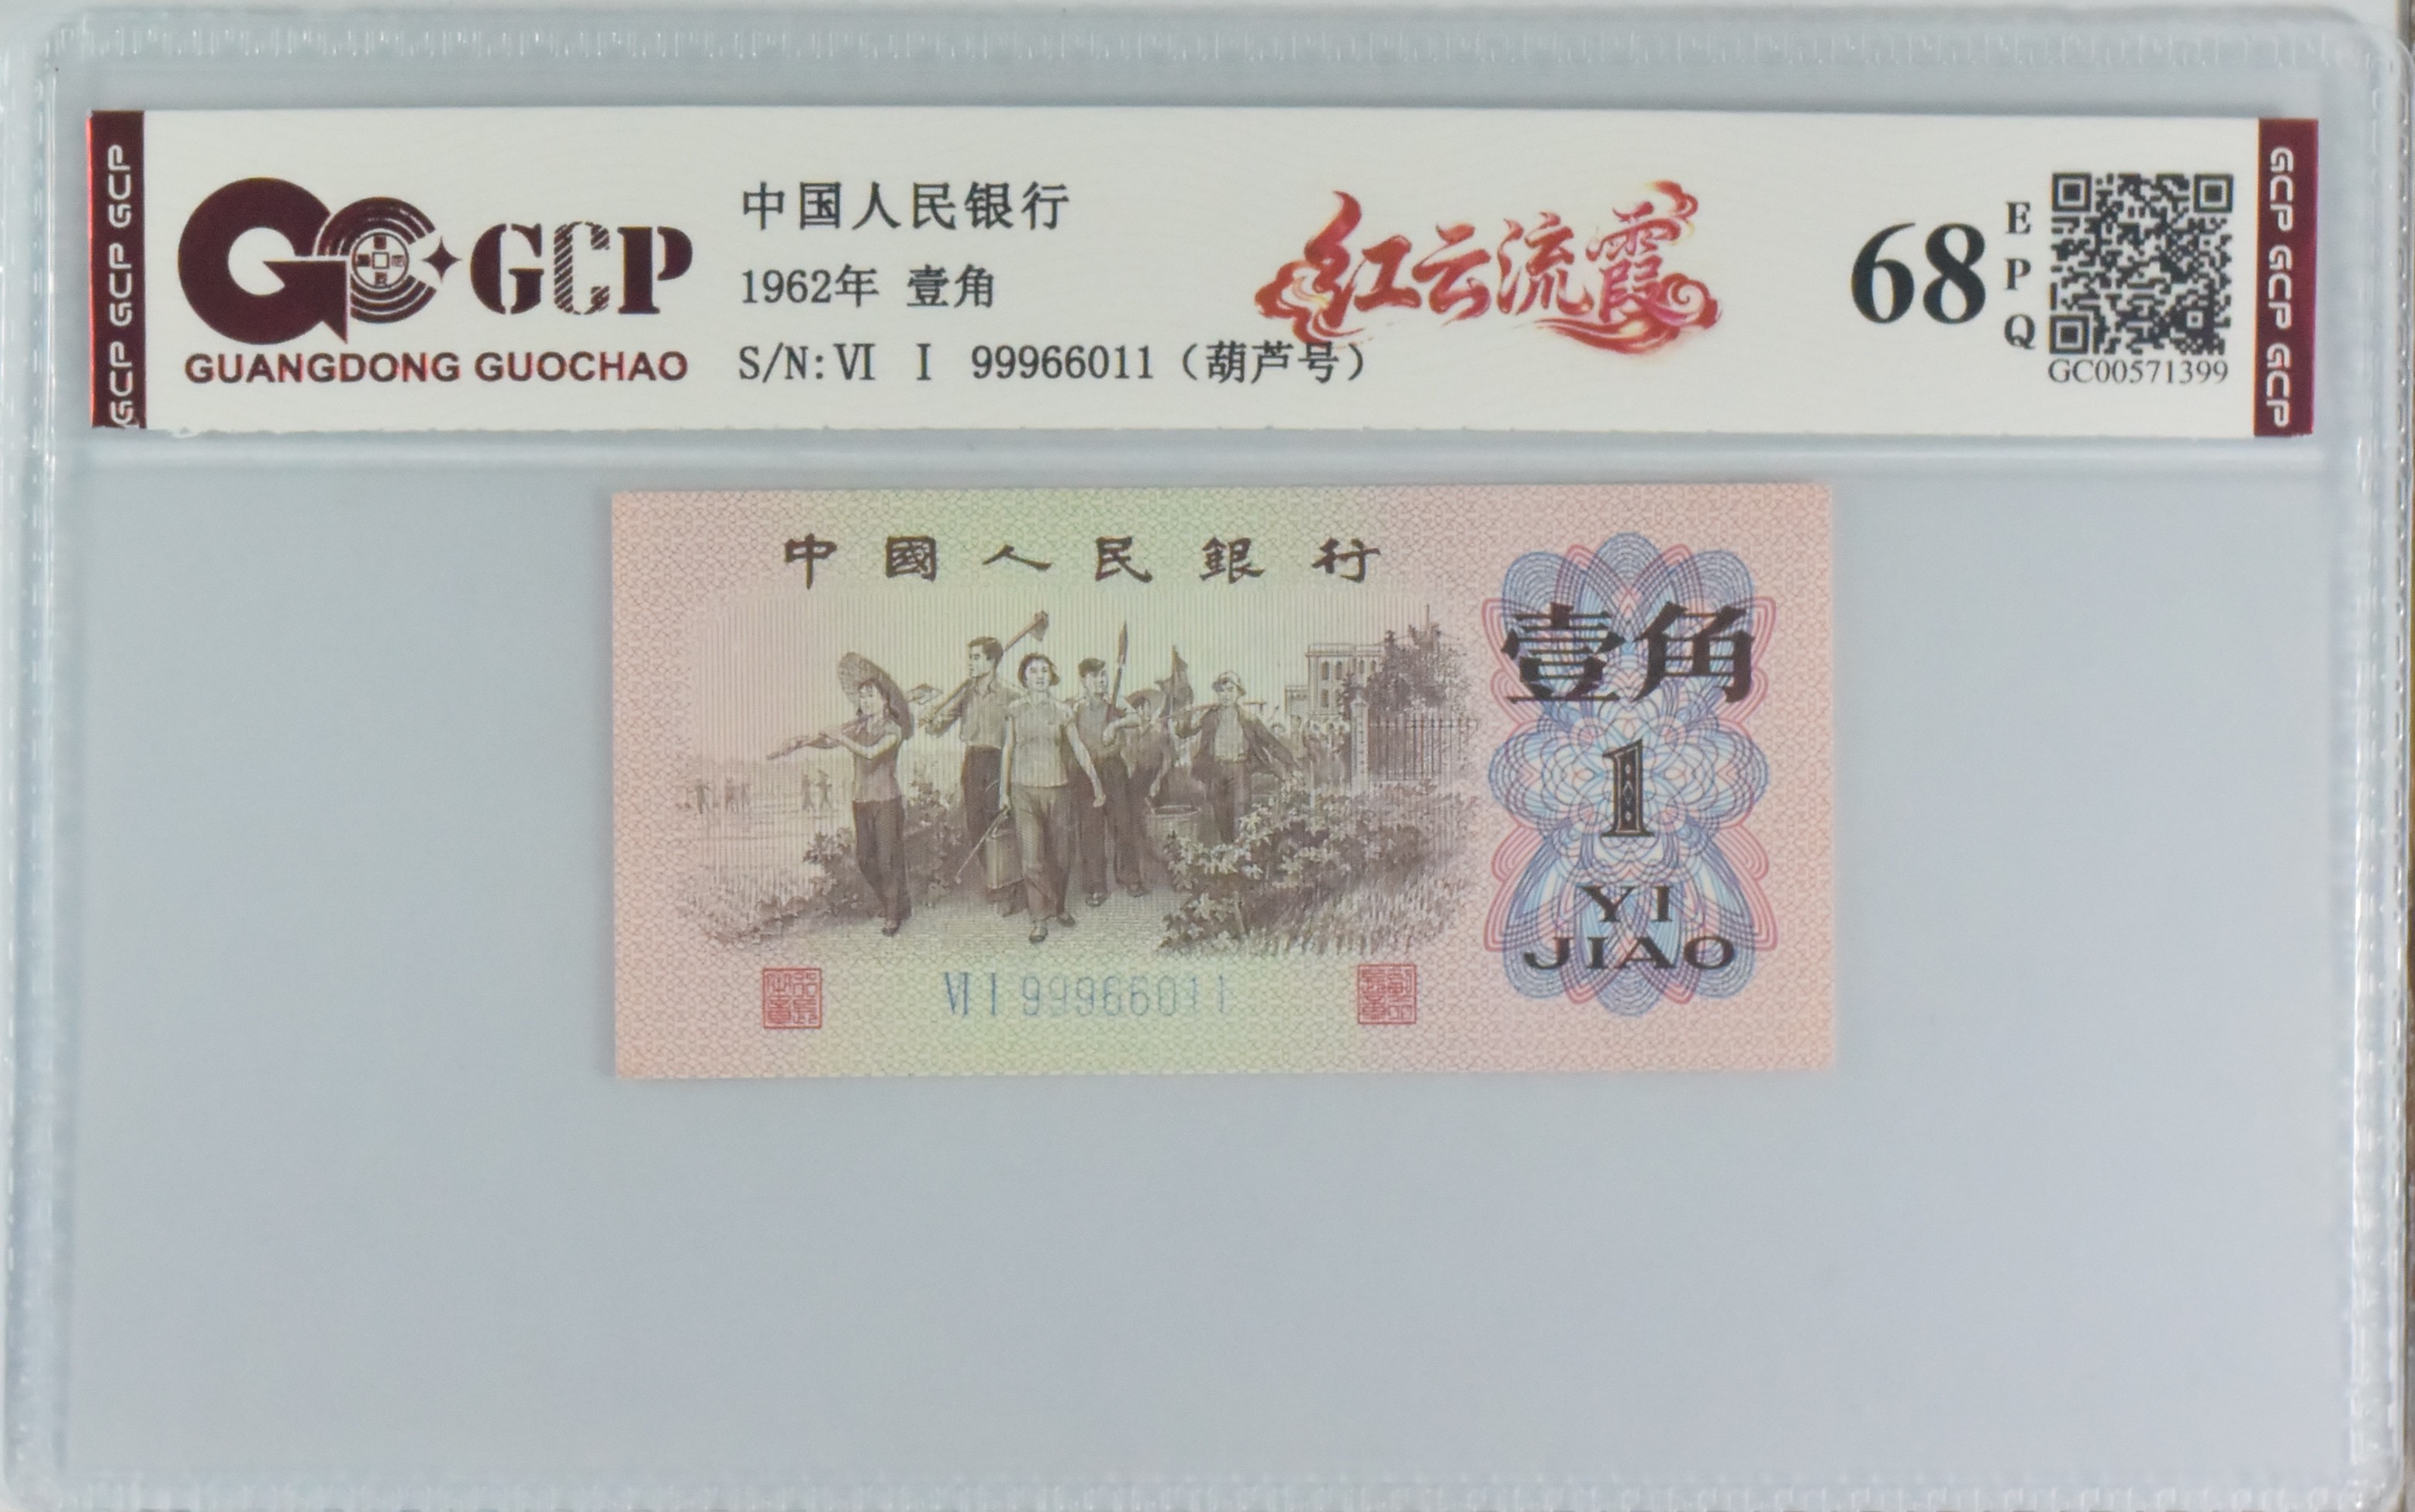 GCP GCP GCP
GCP
GUANGDONG GUOCHAO
中国人民银行
1962年 壹角
S/N:Ⅵ Ⅰ 99966011（葫芦号）
红云流霞
68
EPQ
GC00571399
GCP GCP GCP
中國人民銀行
壹角
1
YI
JIAO
Ⅵ Ⅰ 99966011